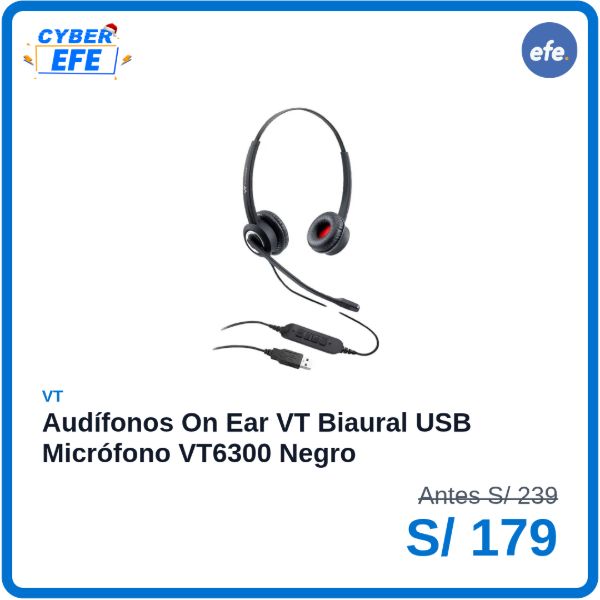 CYBER
EFE
efe.
VT
Audífonos On Ear VT Biaural USB
Micrófono VT6300 Negro
Antes S/ 239
S/ 179